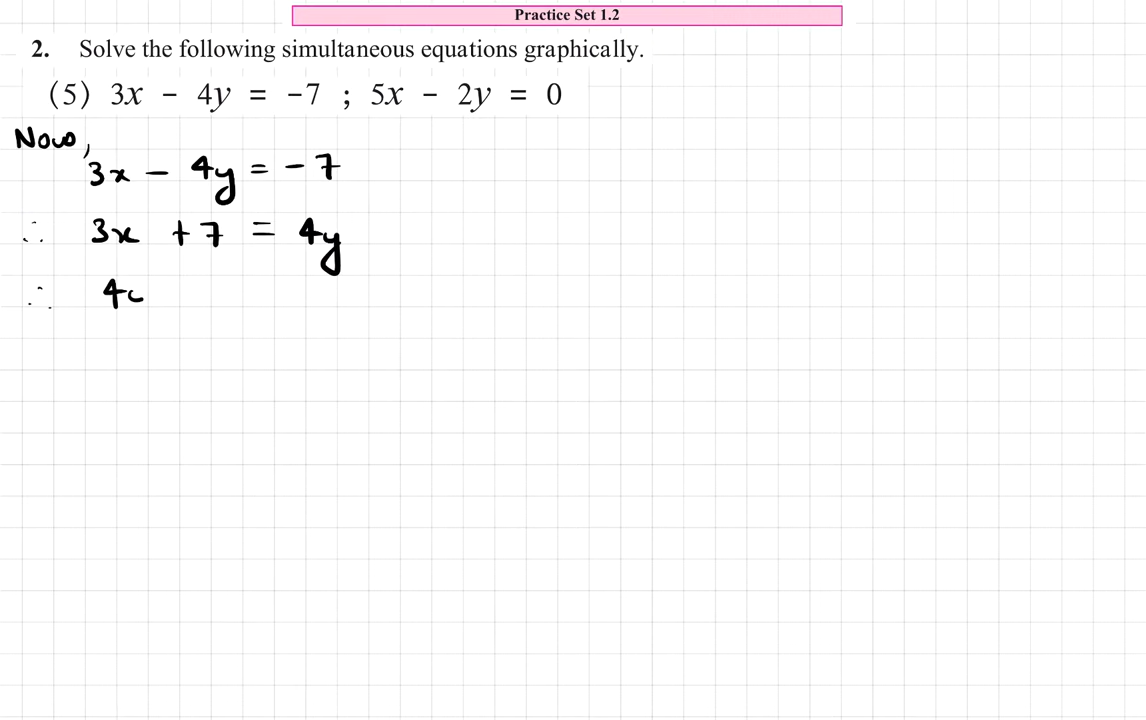 Practice Set 1.2
2. Solve the following simultaneous equations graphically.
(5) 3x - 4y = -7 ; 5x - 2y = 0
Now,
3x - 4y = -7
∴ 3x + 7 = 4y
∴ 4